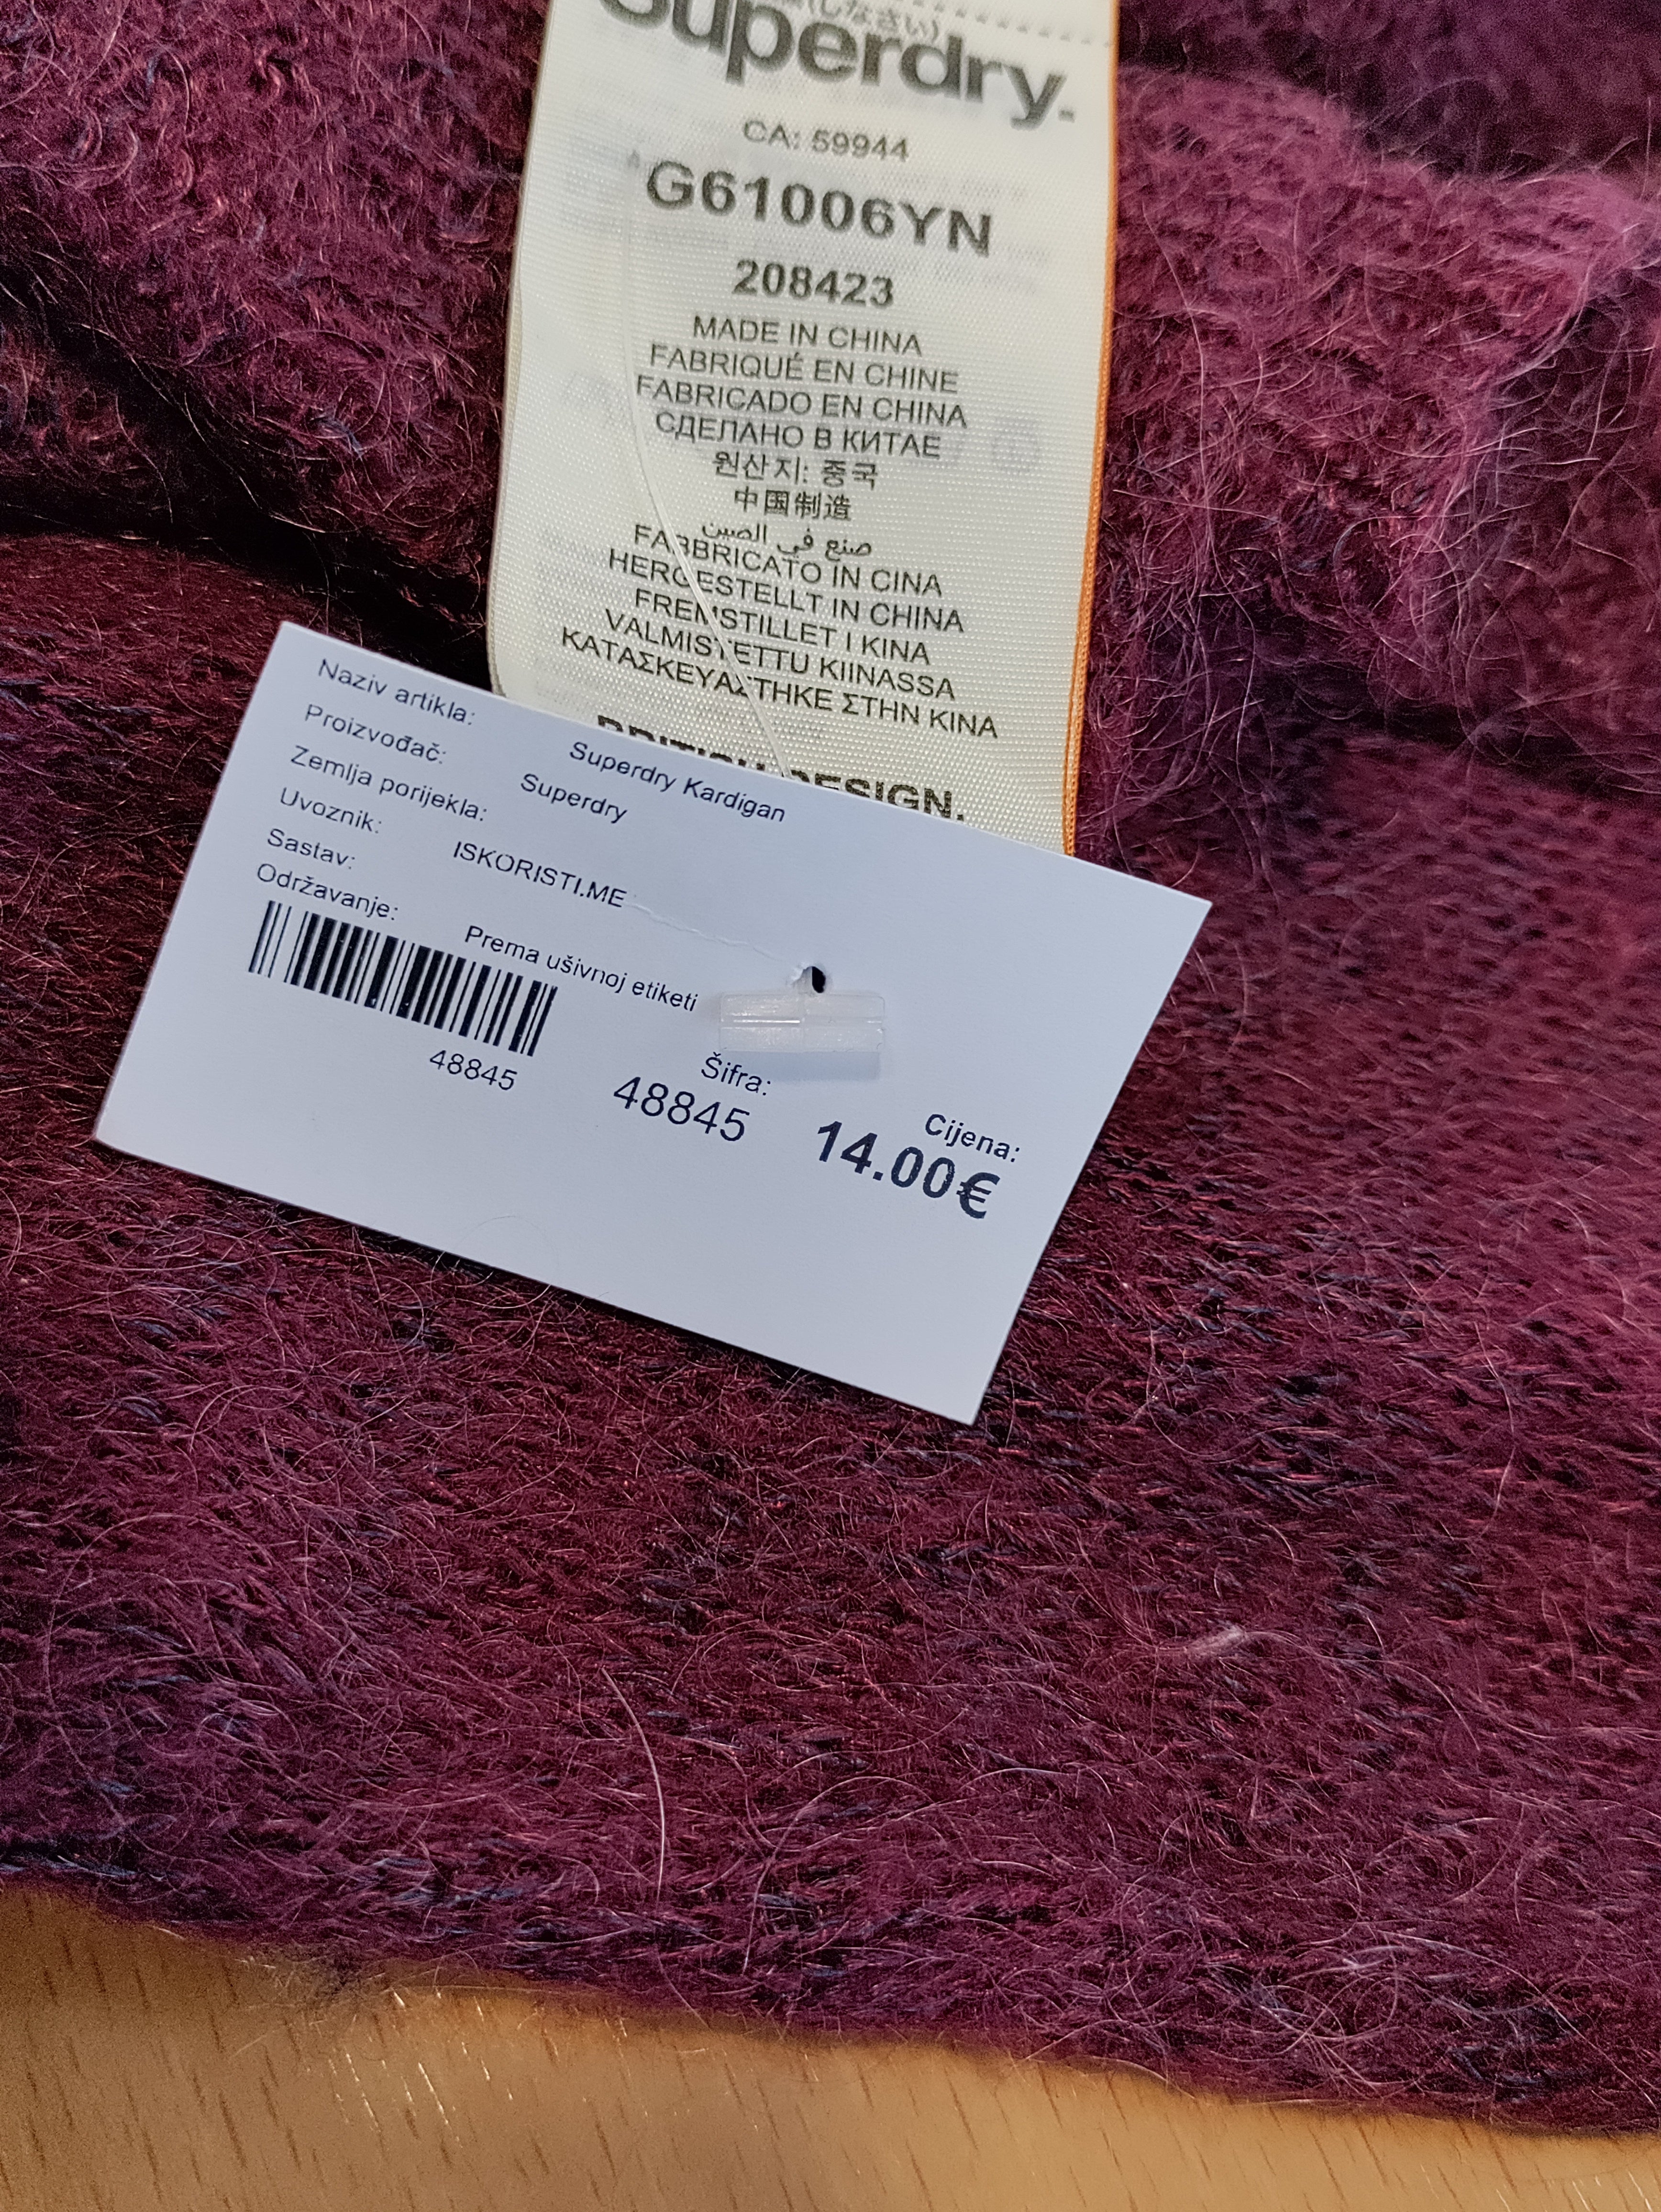 Superdry.
CA: 59944
G61006YN
208423
MADE IN CHINA
FABRIQUÉ EN CHINE
FABRICADO EN CHINA
СДЕЛАНО В КИТАЕ
원산지: 중국
中国制造
صنع في الصين
FABBRICATO IN CINA
HERGESTELLT IN CHINA
FREMSTILLET I KINA
VALMISTETTU KIINASSA
ΚΑΤΑΣΚΕΥΑΣΤΗΚΕ ΣΤΗΝ ΚΙΝΑ
BRITISH DESIGN.
Naziv artikla: Superdry Kardigan
Proizvođač: Superdry
Zemlja porijekla:
Uvoznik: ISKORISTI.ME
Sastav:
Održavanje: Prema ušivnoj etiketi
48845
Šifra:
48845
Cijena:
14.00€